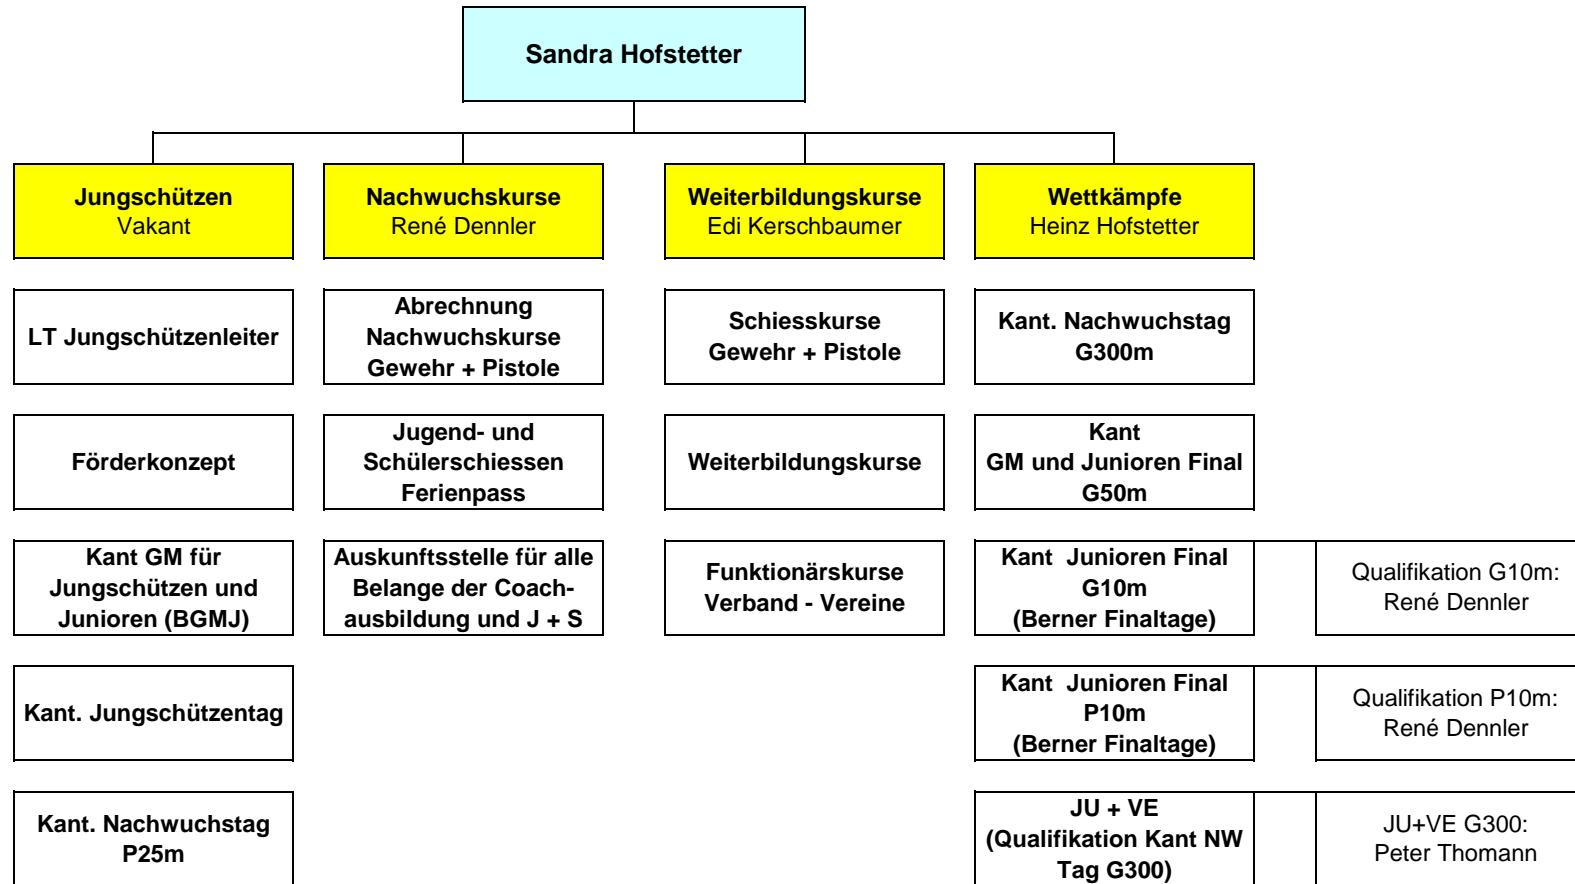 Sandra Hofstetter
Jungschützen
Vakant
Nachwuchskurse
René Dennler
Weiterbildungskurse
Edi Kerschbaumer
Wettkämpfe
Heinz Hofstetter
LT Jungschützenleiter
Abrechnung
Nachwuchskurse
Gewehr + Pistole
Schiesskurse
Gewehr + Pistole
Kant. Nachwuchstag
G300m
Förderkonzept
Jugend- und
Schülerschiessen
Ferienpass
Weiterbildungskurse
Kant
GM und Junioren Final
G50m
Kant GM für
Jungschützen und
Junioren (BGMJ)
Auskunftsstelle für alle
Belange der Coach-
ausbildung und J + S
Funktionärskurse
Verband - Vereine
Kant Junioren Final
G10m
(Berner Finaltage)
Qualifikation G10m:
René Dennler
Kant. Jungschützentag
Kant Junioren Final
P10m
(Berner Finaltage)
Qualifikation P10m:
René Dennler
Kant. Nachwuchstag
P25m
JU + VE
(Qualifikation Kant NW
Tag G300)
JU+VE G300:
Peter Thomann